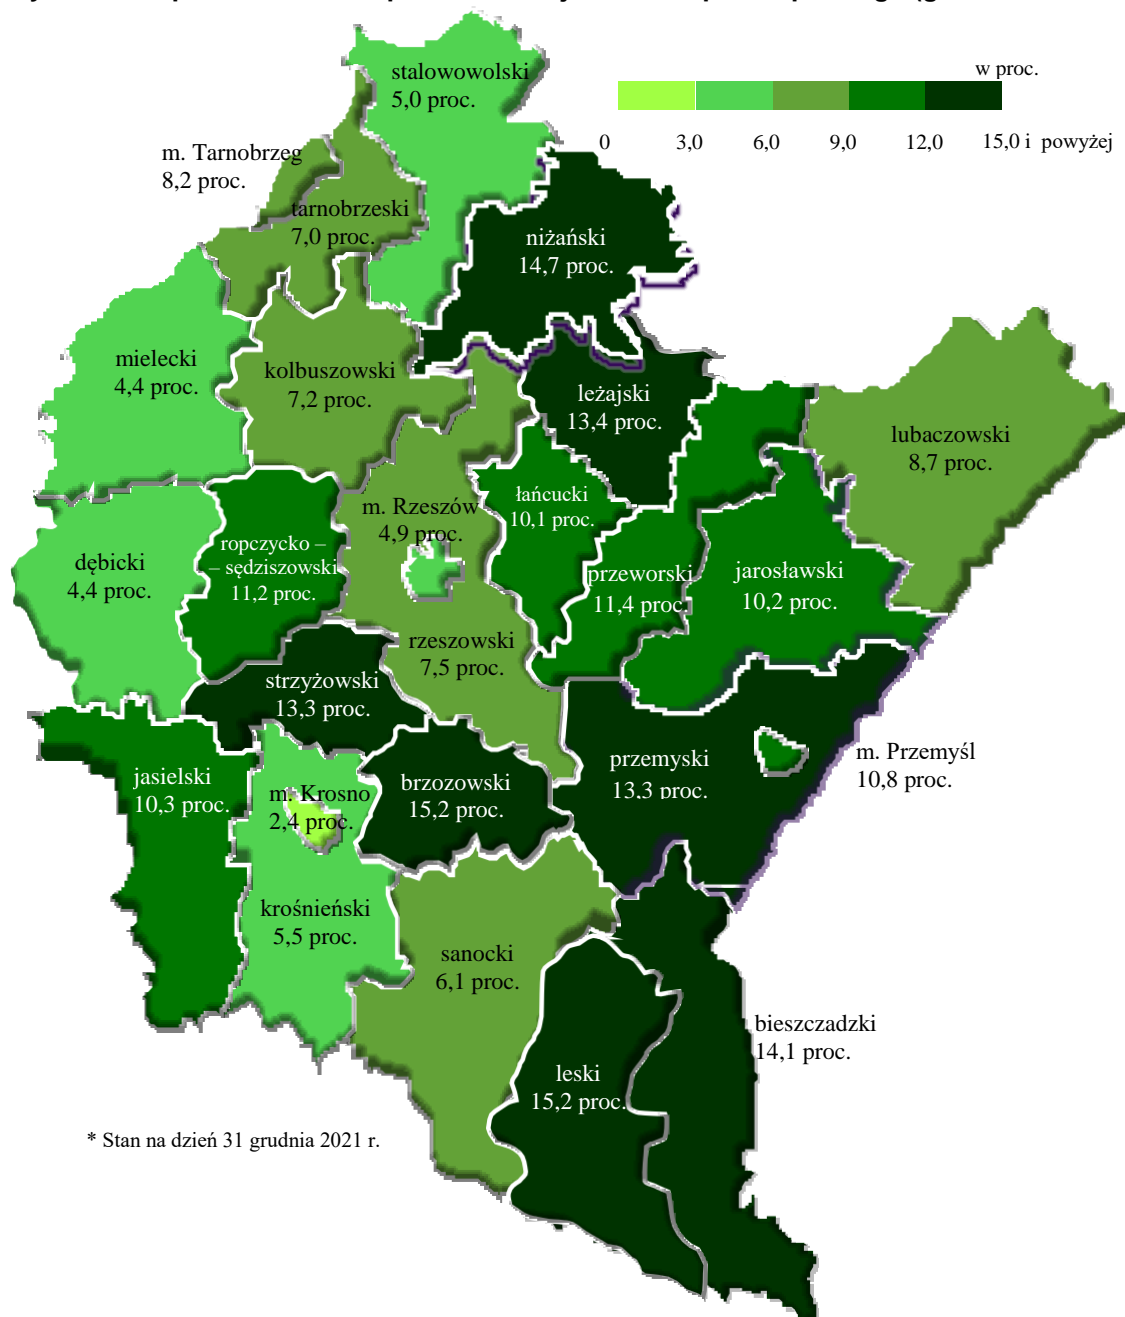 w proc.
0 3,0 6,0 9,0 12,0 15,0 i powyżej
stalowowolski
5,0 proc.
m. Tarnobrzeg
8,2 proc.
tarnobrzeski
7,0 proc.
niżański
14,7 proc.
mielecki
4,4 proc.
kolbuszowski
7,2 proc.
leżajski
13,4 proc.
lubaczowski
8,7 proc.
m. Rzeszów
4,9 proc.
łańcucki
10,1 proc.
dębicki
4,4 proc.
ropczycko –
– sędziszowski
11,2 proc.
przeworski
11,4 proc.
jarosławski
10,2 proc.
rzeszowski
7,5 proc.
strzyżowski
13,3 proc.
jasielski
10,3 proc.
m. Krosno
2,4 proc.
brzozowski
15,2 proc.
przemyski
13,3 proc.
m. Przemyśl
10,8 proc.
krośnieński
5,5 proc.
sanocki
6,1 proc.
bieszczadzki
14,1 proc.
leski
15,2 proc.
* Stan na dzień 31 grudnia 2021 r.